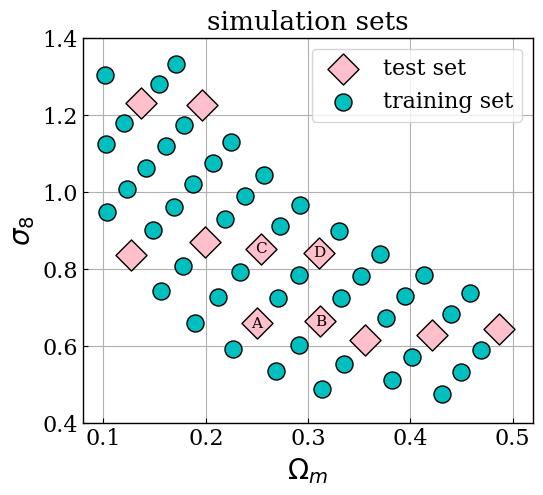 simulation sets
test set
training set
σ₈
1.4
1.2
1.0
0.8
0.6
0.4
C
D
A
B
0.1
0.2
0.3
0.4
0.5
Ωₘ